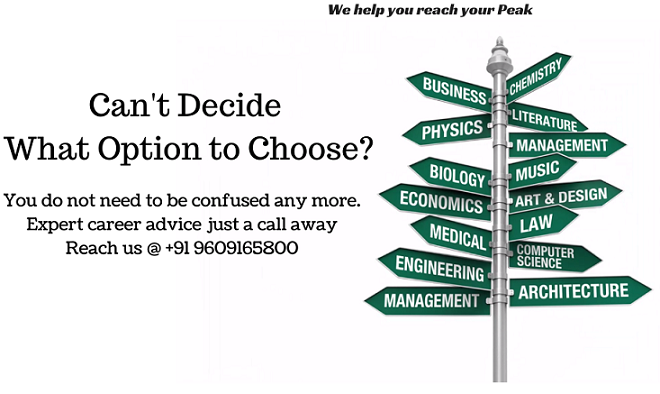 We help you reach your Peak
Can't Decide
What Option to Choose?
You do not need to be confused any more.
Expert career advice just a call away
Reach us @ +91 9609165800
BUSINESS
CHEMISTRY
PHYSICS
LITERATURE
MANAGEMENT
BIOLOGY
MUSIC
ECONOMICS
ART & DESIGN
MEDICAL
LAW
ENGINEERING
COMPUTER
SCIENCE
MANAGEMENT
ARCHITECTURE